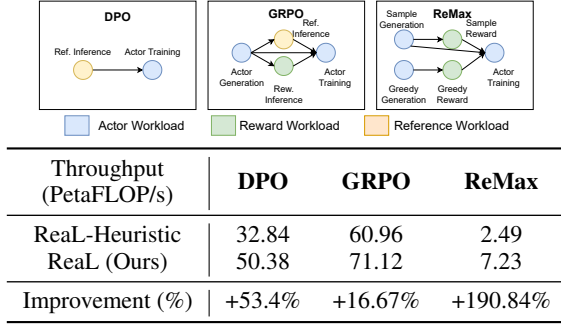 DPO
Ref. Inference
Actor Training
GRPO
Ref.
Inference
Actor
Generation
Rew.
Inference
Actor
Training
ReMax
Sample
Generation
Sample
Reward
Greedy
Generation
Greedy
Reward
Actor
Training
Actor Workload
Reward Workload
Reference Workload
Throughput
(PetaFLOP/s) DPO GRPO ReMax
ReaL-Heuristic 32.84 60.96 2.49
ReaL (Ours) 50.38 71.12 7.23
Improvement (%) +53.4% +16.67% +190.84%